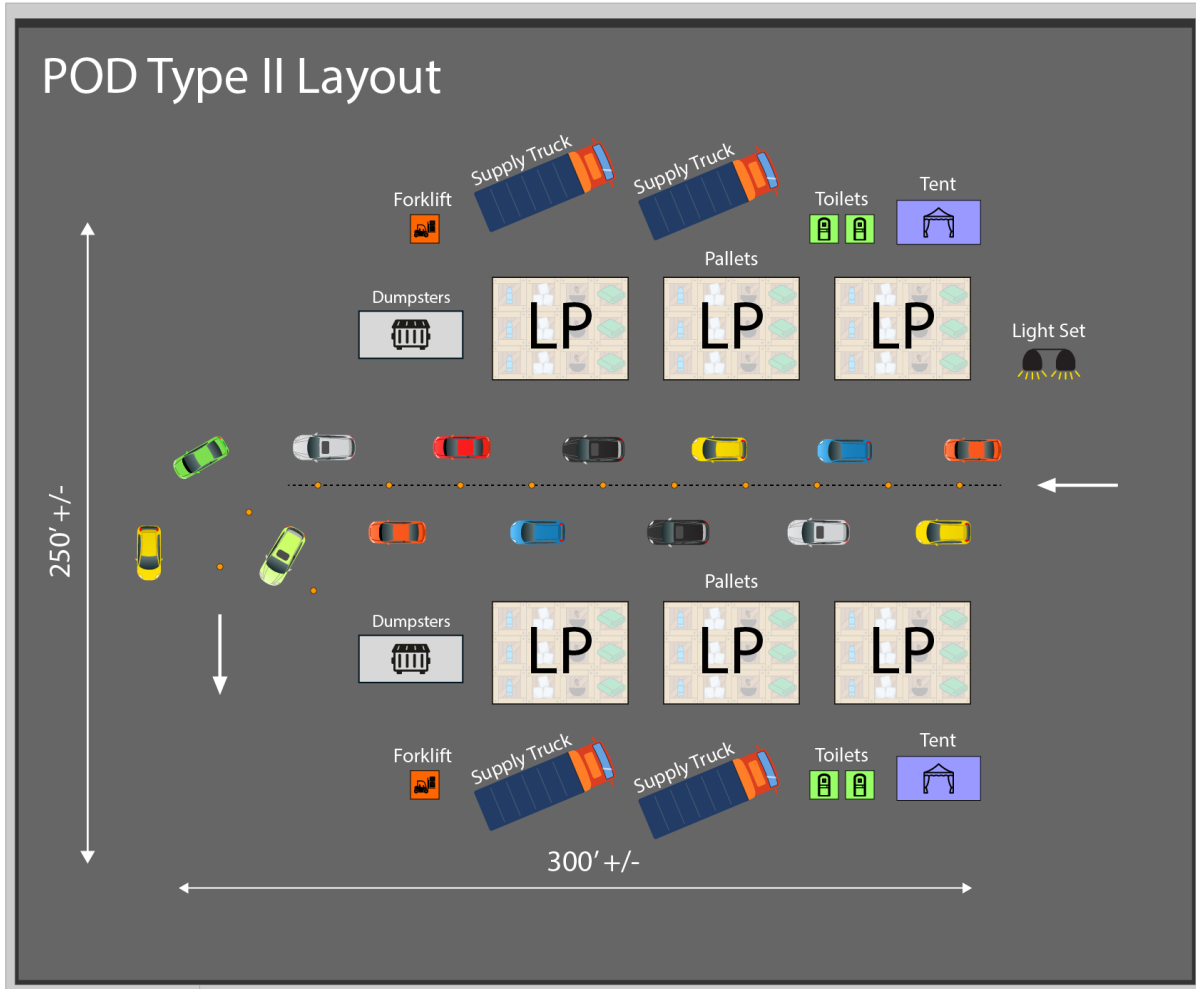 POD Type II Layout
Supply Truck
Supply Truck
Forklift
Toilets
Tent
Pallets
Dumpsters
LP
LP
LP
Light Set
250' +/-
Pallets
Dumpsters
LP
LP
LP
Forklift
Supply Truck
Supply Truck
Toilets
Tent
300' +/-